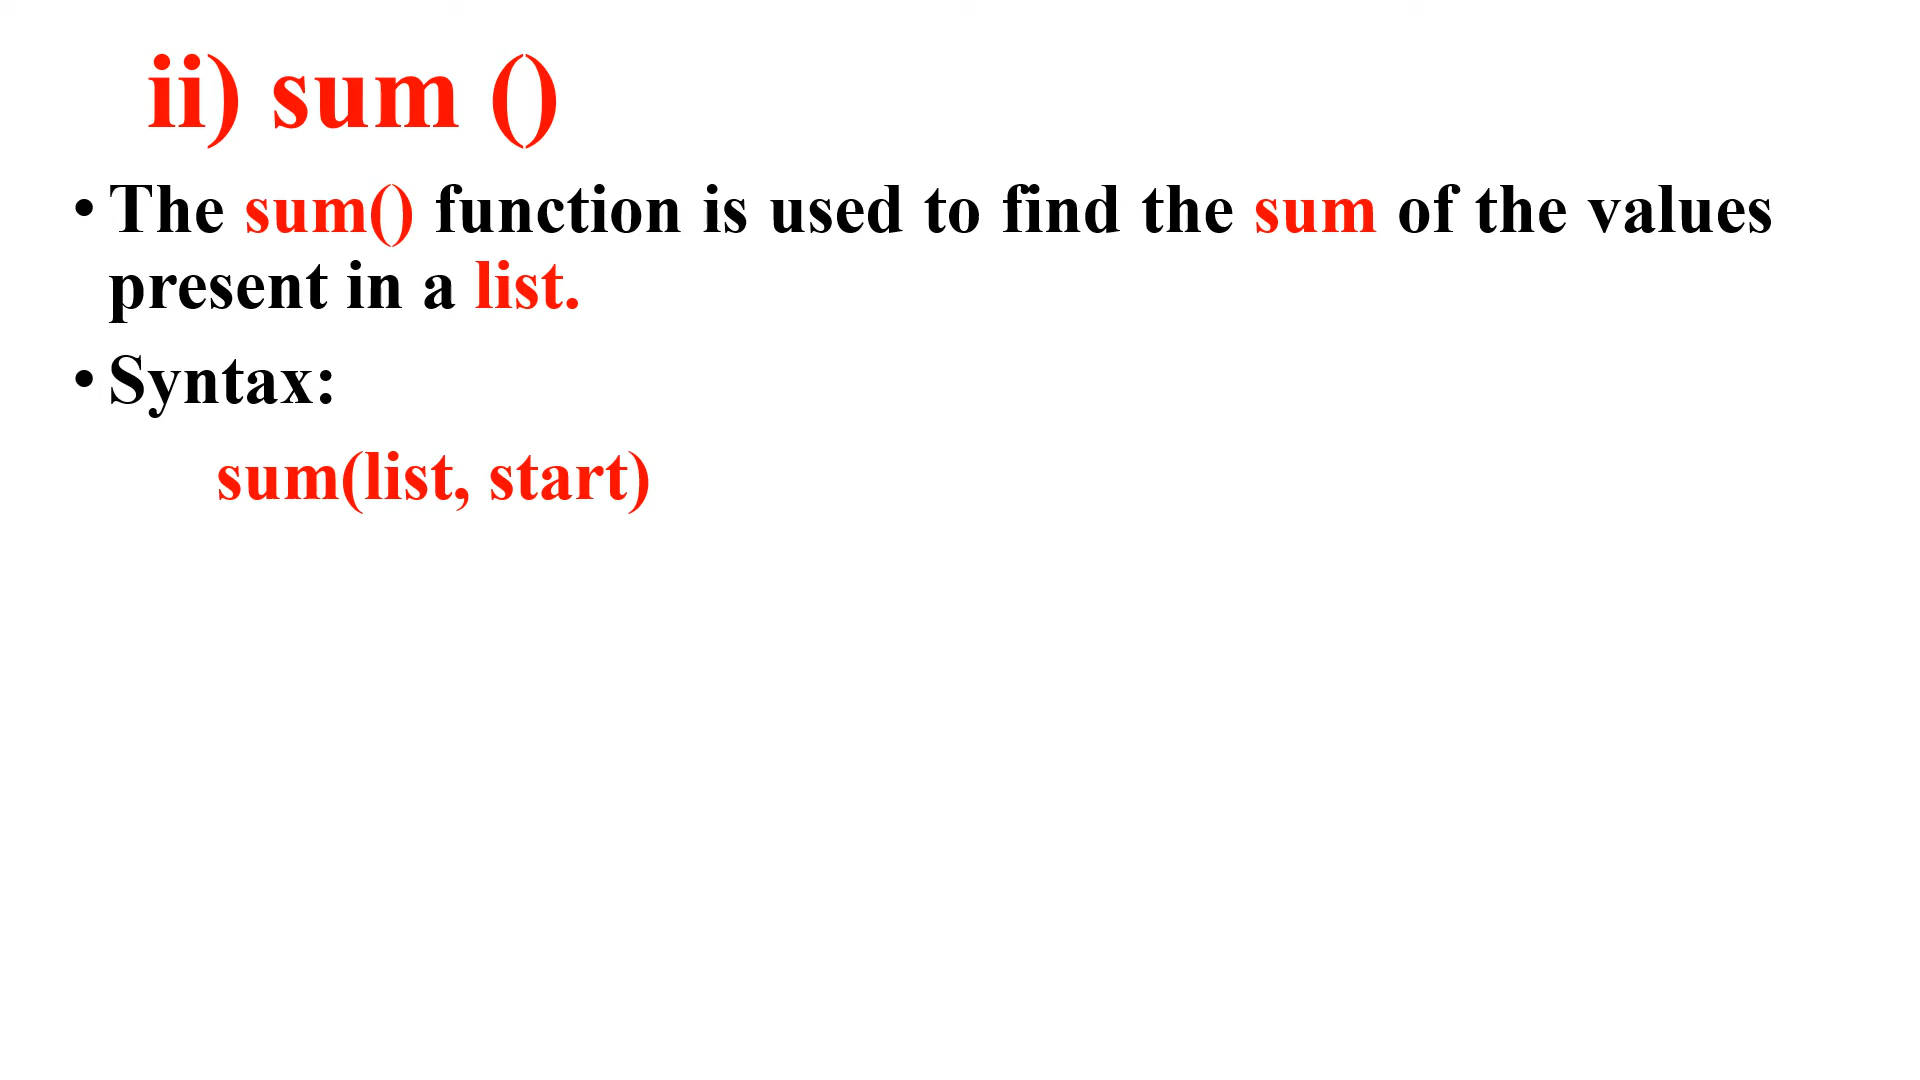 ii) sum ()
• The sum() function is used to find the sum of the values
present in a list.
• Syntax:
sum(list, start)